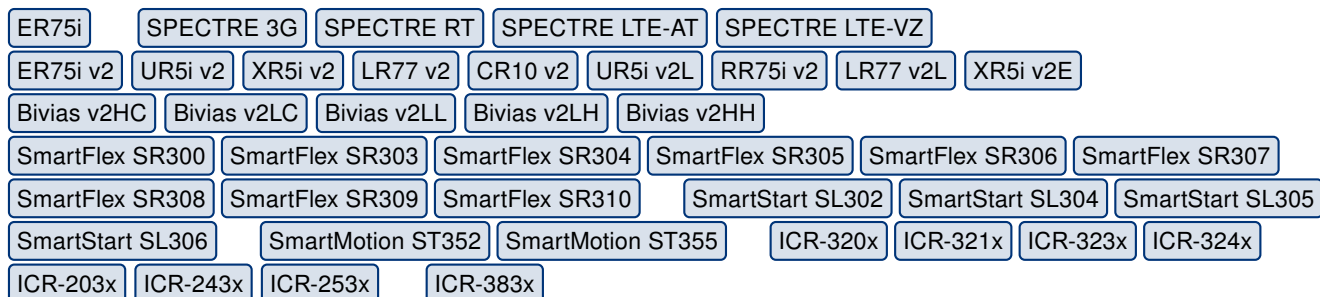 ER75i SPECTRE 3G SPECTRE RT SPECTRE LTE-AT SPECTRE LTE-VZ
ER75i v2 UR5i v2 XR5i v2 LR77 v2 CR10 v2 UR5i v2L RR75i v2 LR77 v2L XR5i v2E
Bivias v2HC Bivias v2LC Bivias v2LL Bivias v2LH Bivias v2HH
SmartFlex SR300 SmartFlex SR303 SmartFlex SR304 SmartFlex SR305 SmartFlex SR306 SmartFlex SR307
SmartFlex SR308 SmartFlex SR309 SmartFlex SR310 SmartStart SL302 SmartStart SL304 SmartStart SL305
SmartStart SL306 SmartMotion ST352 SmartMotion ST355 ICR-320x ICR-321x ICR-323x ICR-324x
ICR-203x ICR-243x ICR-253x ICR-383x